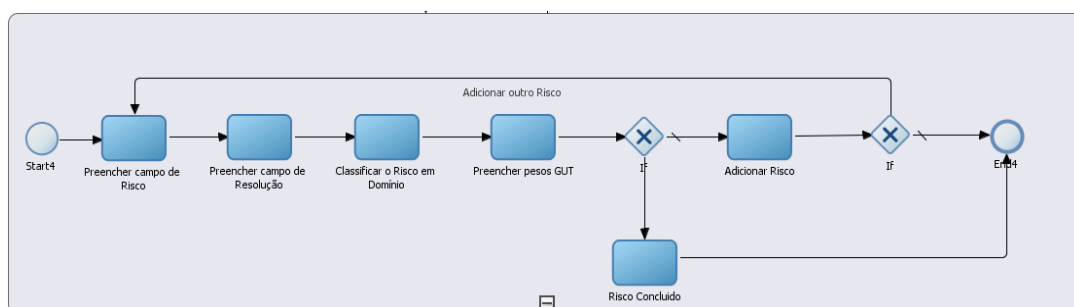 Adicionar outro Risco
Start4
Preencher campo de
Risco
Preencher campo de
Resolução
Classificar o Risco em
Domínio
Preencher pesos GUT
If
Adicionar Risco
If
End4
Risco Concluido